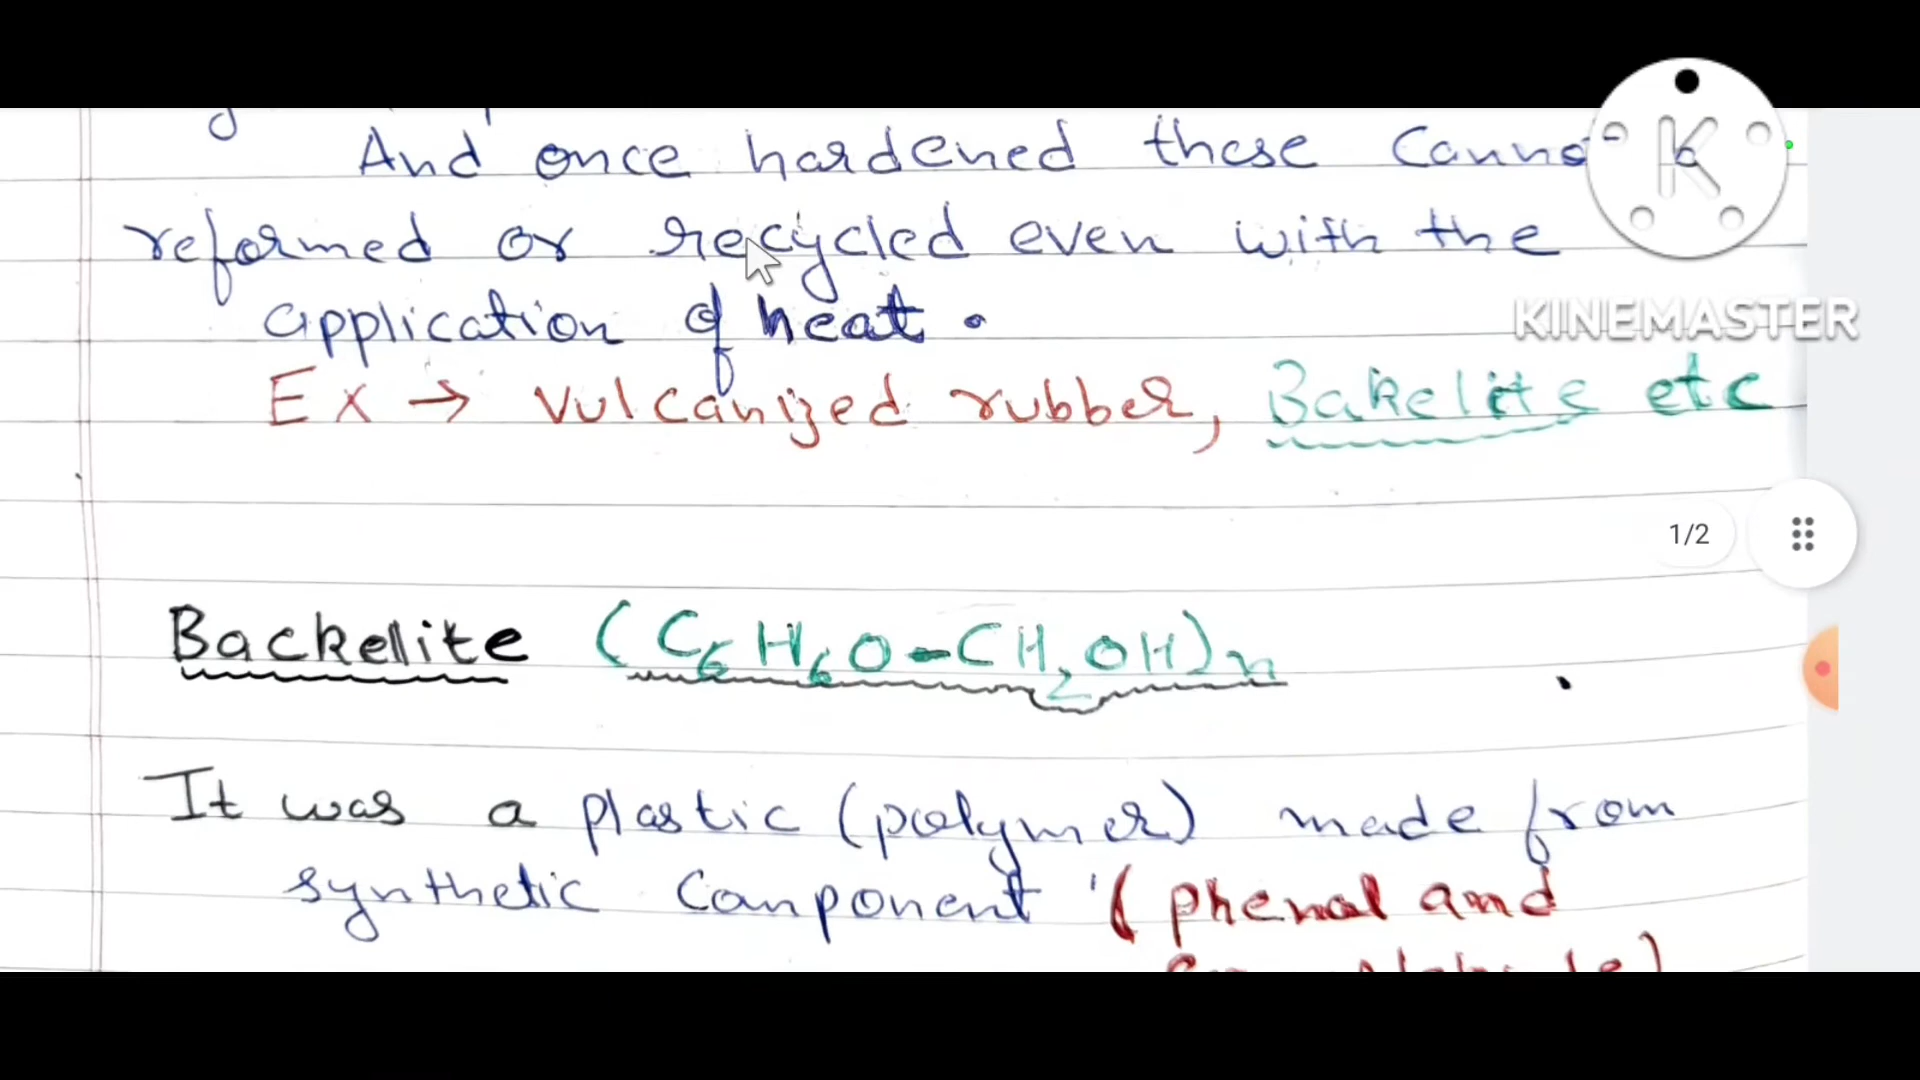 And once hardened these Canno
reformed or recycled even with the
application of heat.
Ex → vulcanized rubber, Bakelite etc
KINEMASTER
1/2
Backelite (C6H6O-CH2OH)n
It was a plastic (polymer) made from
synthetic Component ( phenol and